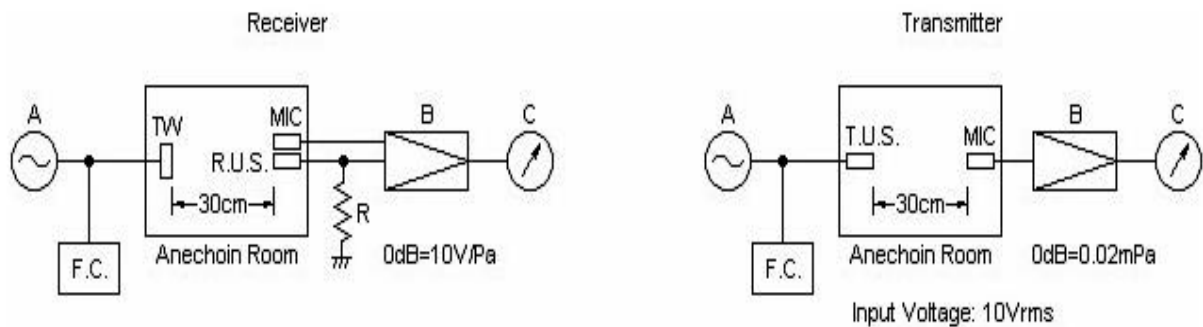 Receiver
A
TW
MIC
R.U.S.
30cm
R
B
C
F.C.
Anechoin Room
0dB=10V/Pa
Transmitter
A
T.U.S.
MIC
30cm
B
C
F.C.
Anechoin Room
0dB=0.02mPa
Input Voltage: 10Vrms